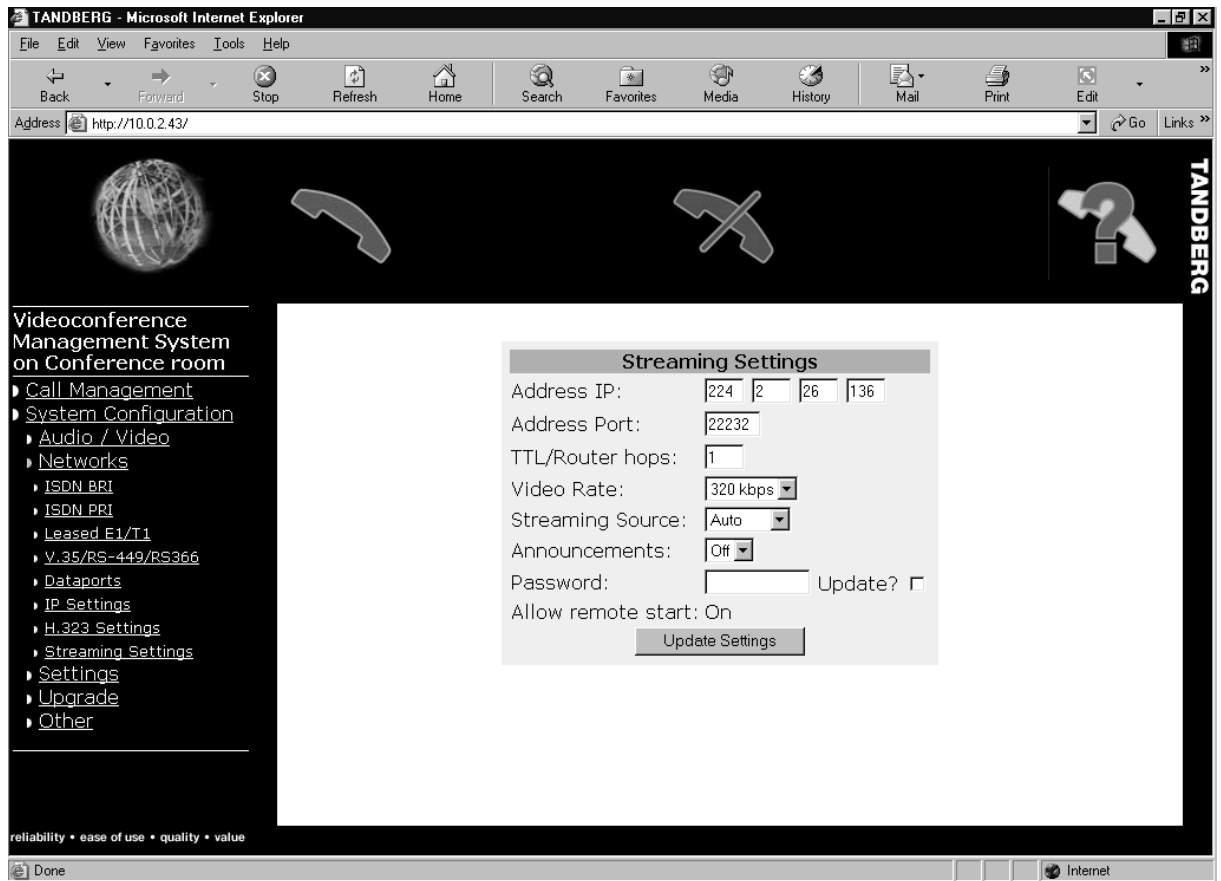 TANDBERG - Microsoft Internet Explorer
File Edit View Favorites Tools Help
Back Forward Stop Refresh Home Search Favorites Media History Mail Print Edit »
Address http://10.0.2.43/ Go Links »
TANDBERG
Videoconference
Management System
on Conference room
Call Management
System Configuration
Audio / Video
Networks
ISDN BRI
ISDN PRI
Leased E1/T1
V.35/RS-449/RS366
Dataports
IP Settings
H.323 Settings
Streaming Settings
Settings
Upgrade
Other
reliability • ease of use • quality • value
Streaming Settings
Address IP: 224 2 26 136
Address Port: 22232
TTL/Router hops: 1
Video Rate: 320 kbps
Streaming Source: Auto
Announcements: Off
Password: Update?
Allow remote start: On
Update Settings
Done Internet